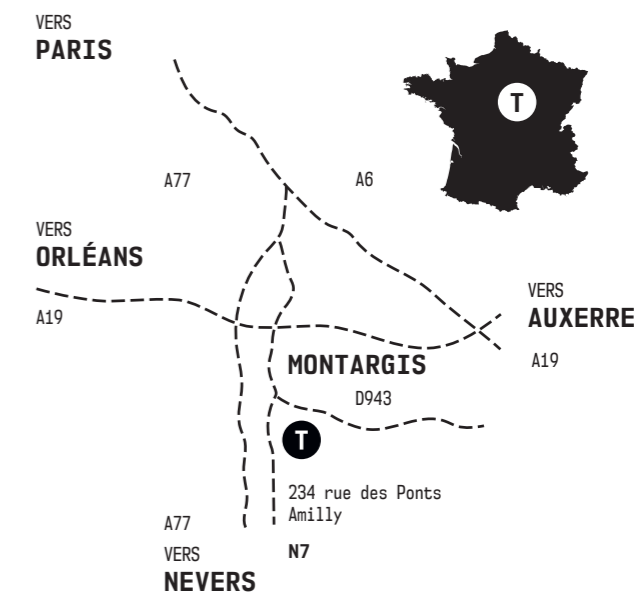 VERS
PARIS
T
A77
A6
VERS
ORLÉANS
A19
VERS
AUXERRE
A19
MONTARGIS
D943
T
234 rue des Ponts
Amilly
A77
VERS
NEVERS
N7